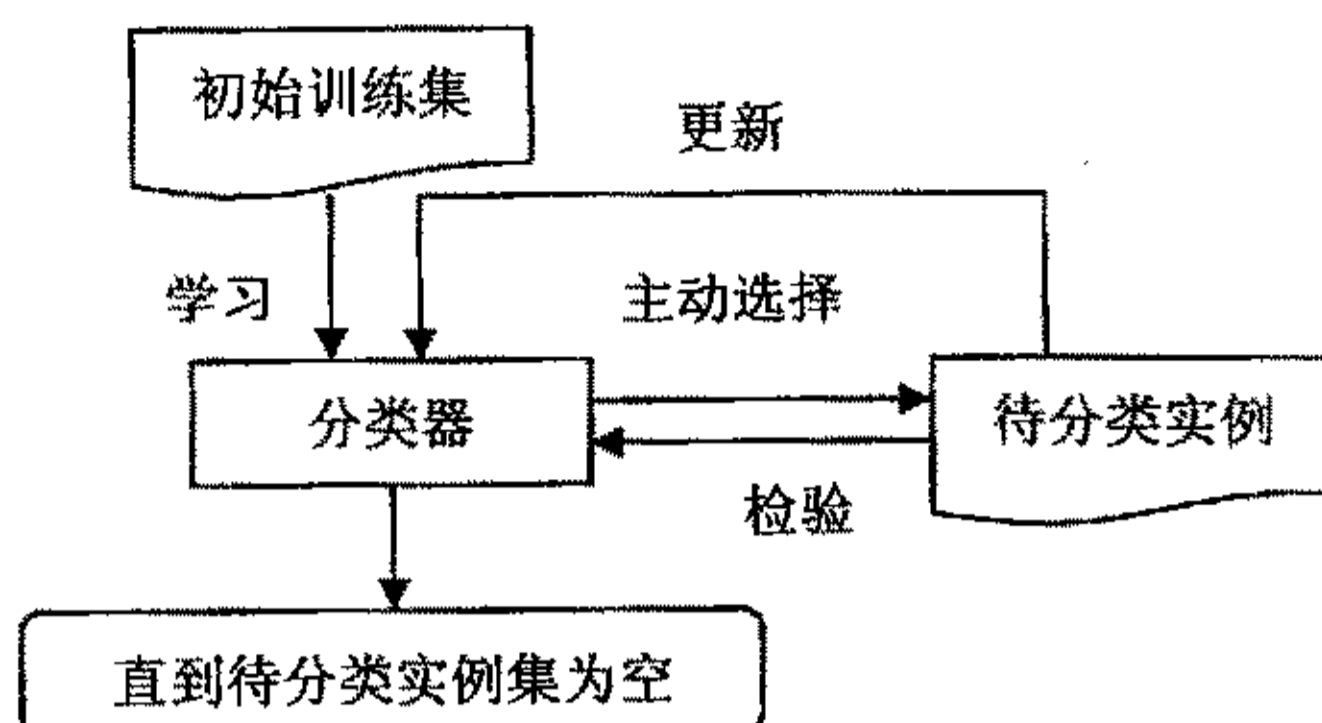 初始训练集
更新
学习
主动选择
分类器
待分类实例
检验
直到待分类实例集为空